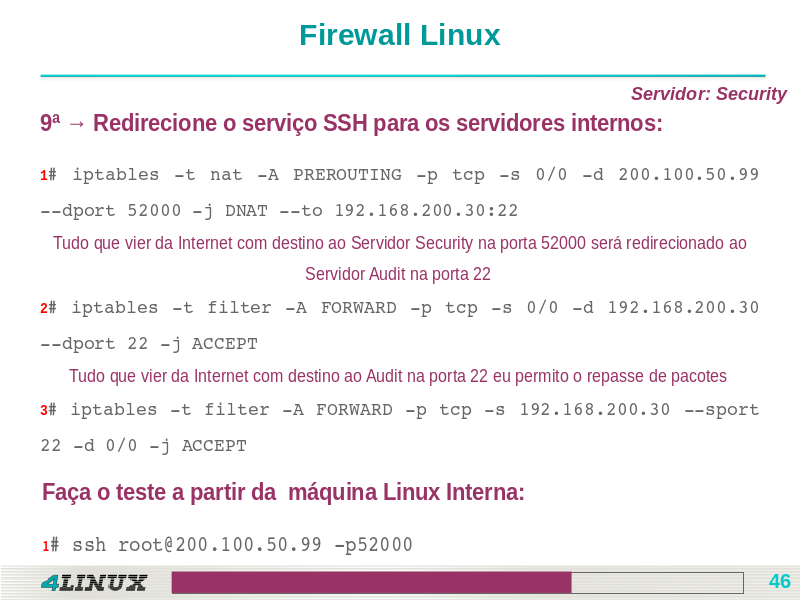 Firewall Linux
Servidor: Security
9ª → Redirecione o serviço SSH para os servidores internos:
1# iptables -t nat -A PREROUTING -p tcp -s 0/0 -d 200.100.50.99
--dport 52000 -j DNAT --to 192.168.200.30:22
Tudo que vier da Internet com destino ao Servidor Security na porta 52000 será redirecionado ao
Servidor Audit na porta 22
2# iptables -t filter -A FORWARD -p tcp -s 0/0 -d 192.168.200.30
--dport 22 -j ACCEPT
Tudo que vier da Internet com destino ao Audit na porta 22 eu permito o repasse de pacotes
3# iptables -t filter -A FORWARD -p tcp -s 192.168.200.30 --sport
22 -d 0/0 -j ACCEPT
Faça o teste a partir da  máquina Linux Interna:
1# ssh root@200.100.50.99 -p52000
4LINUX
46